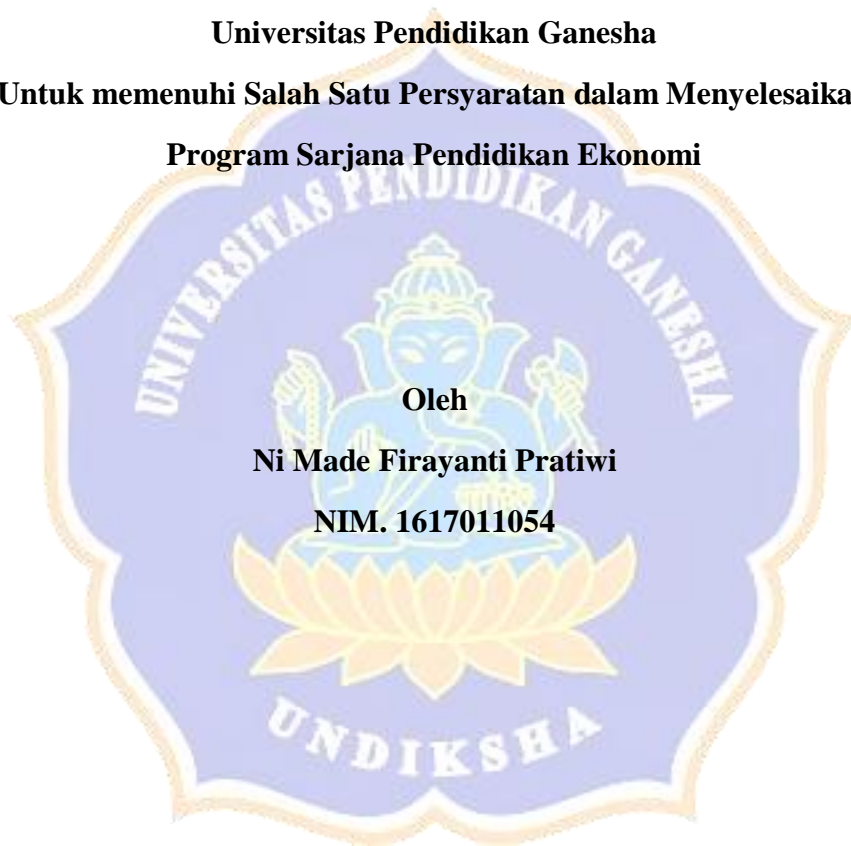 Universitas Pendidikan Ganesha
Untuk memenuhi Salah Satu Persyaratan dalam Menyelesaika
Program Sarjana Pendidikan Ekonomi
UNIVERSITAS PENDIDIKAN GANESHA
Oleh
Ni Made Firayanti Pratiwi
NIM. 1617011054
UNDIKSHA